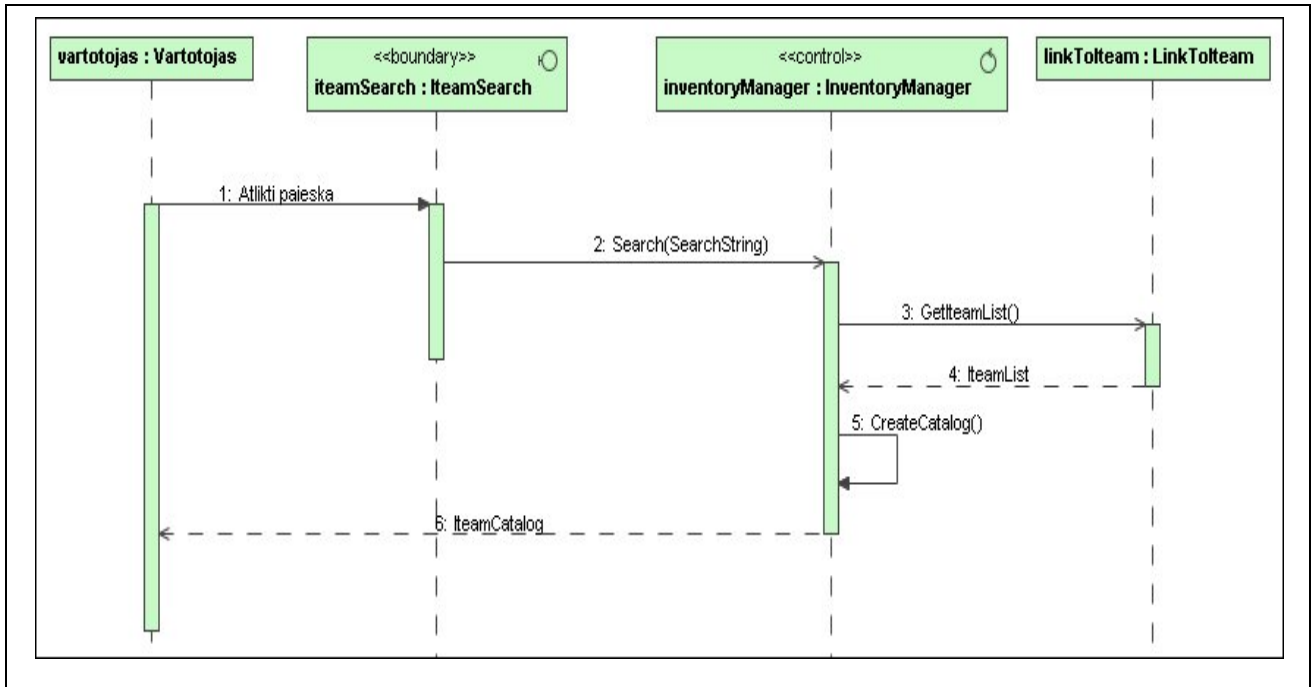 vartotojas : Vartotojas
<<boundary>>
iteamSearch : IteamSearch
<<control>>
inventoryManager : InventoryManager
linkToIteam : LinkToIteam
1: Atlikti paieska
2: Search(SearchString)
3: GetIteamList()
4: IteamList
5: CreateCatalog()
6: IteamCatalog